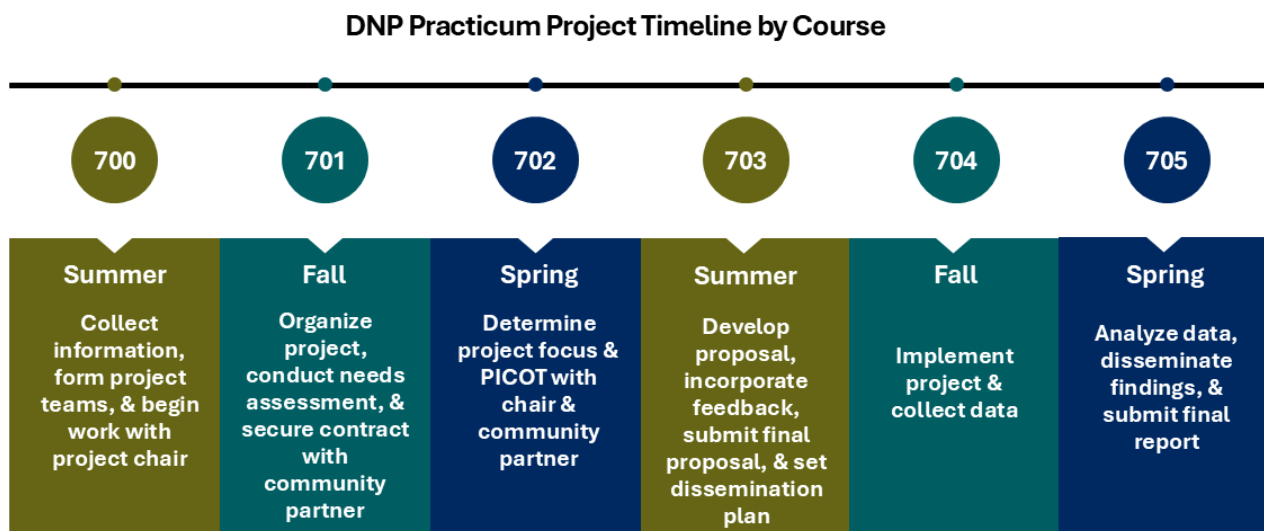 DNP Practicum Project Timeline by Course
700
701
702
703
704
705
Summer
Collect
information,
form project
teams, & begin
work with
project chair
Fall
Organize
project,
conduct needs
assessment, &
secure contract
with
community
partner
Spring
Determine
project focus &
PICOT with
chair &
community
partner
Summer
Develop
proposal,
incorporate
feedback,
submit final
proposal, & set
dissemination
plan
Fall
Implement
project &
collect data
Spring
Analyze data,
disseminate
findings, &
submit final
report